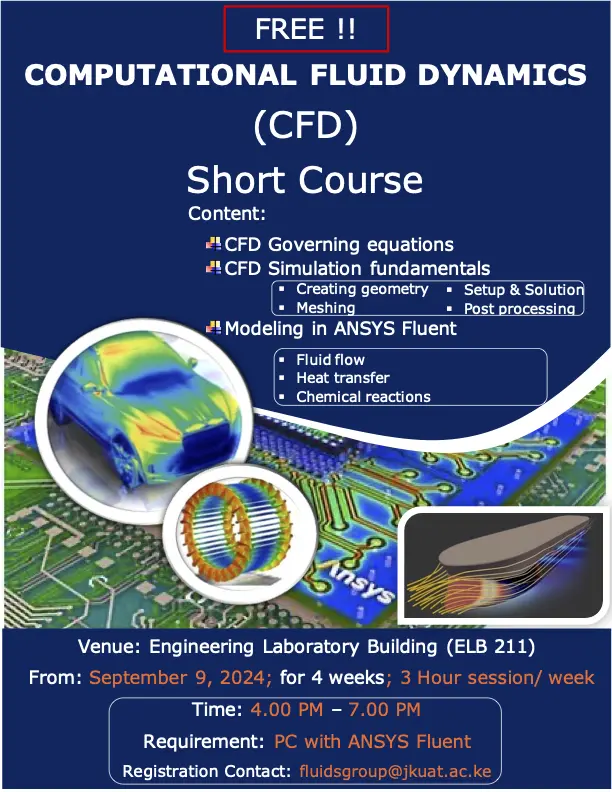 FREE !!
COMPUTATIONAL FLUID DYNAMICS
(CFD)
Short Course
Content:
CFD Governing equations
CFD Simulation fundamentals
▪ Creating geometry ▪ Setup & Solution
▪ Meshing ▪ Post processing
Modeling in ANSYS Fluent
▪ Fluid flow
▪ Heat transfer
▪ Chemical reactions
Ansys
Venue: Engineering Laboratory Building (ELB 211)
From: September 9, 2024; for 4 weeks; 3 Hour session/ week
Time: 4.00 PM – 7.00 PM
Requirement: PC with ANSYS Fluent
Registration Contact: fluidsgroup@jkuat.ac.ke